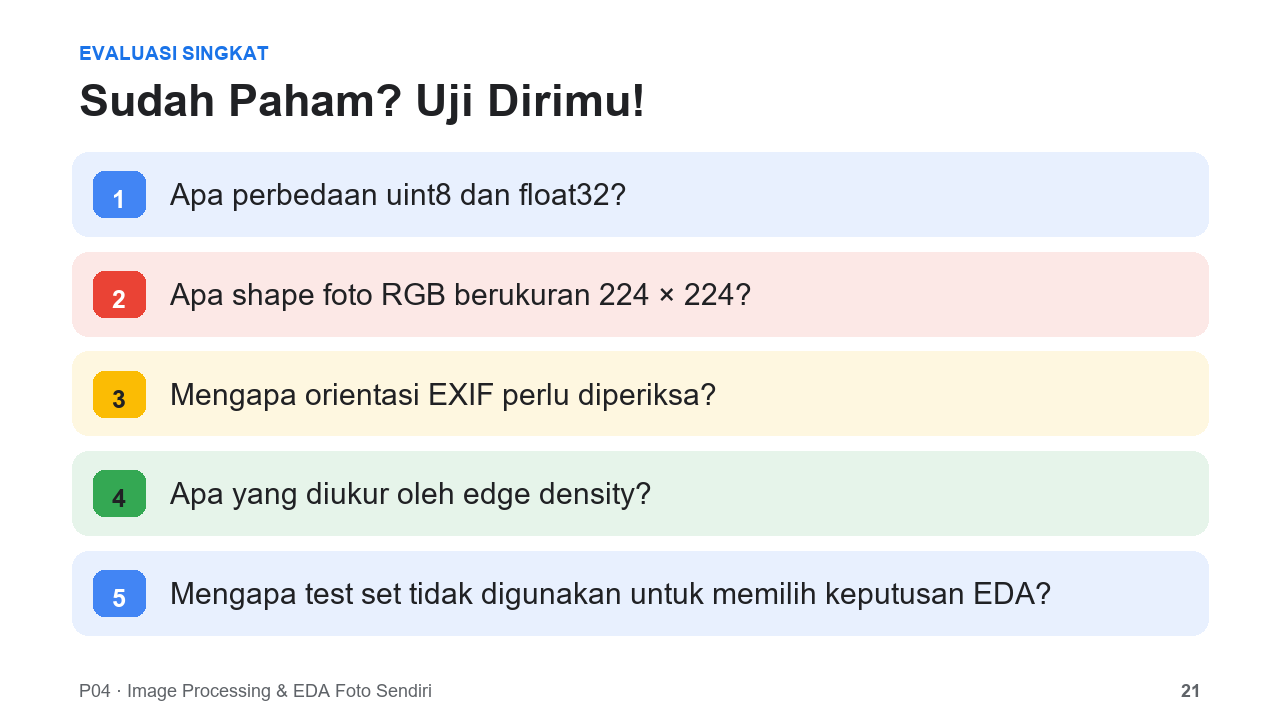 EVALUASI SINGKAT
Sudah Paham? Uji Dirimu!
1 Apa perbedaan uint8 dan float32?
2 Apa shape foto RGB berukuran 224 × 224?
3 Mengapa orientasi EXIF perlu diperiksa?
4 Apa yang diukur oleh edge density?
5 Mengapa test set tidak digunakan untuk memilih keputusan EDA?
P04 · Image Processing & EDA Foto Sendiri 21